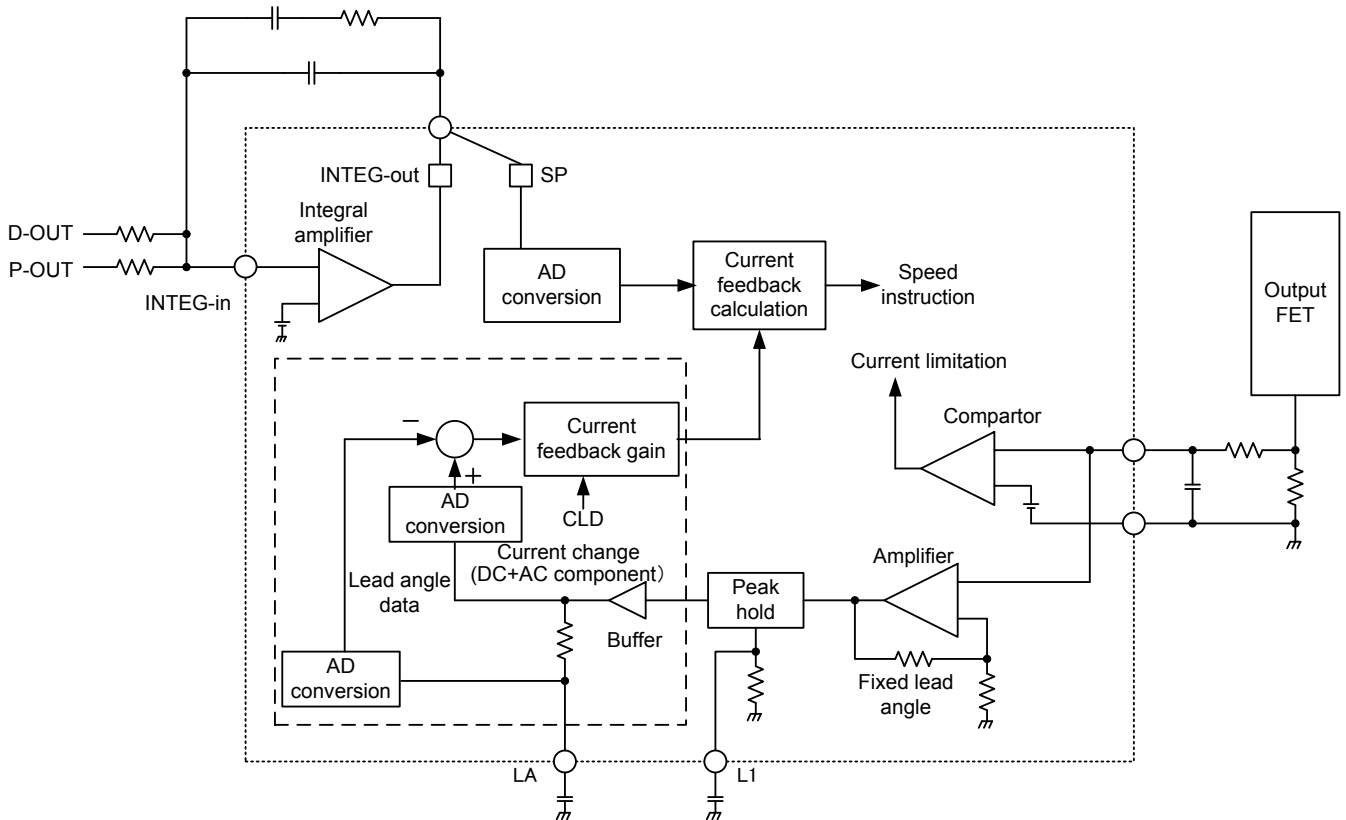 INTEG-out
SP
Integral
amplifier
D-OUT
P-OUT
INTEG-in
AD
conversion
Current
feedback
calculation
Speed
instruction
Output
FET
Current limitation
Compartor
−
+
Current
feedback gain
AD
conversion
CLD
Current change
(DC+AC component）
Lead angle
data
Buffer
Peak
hold
Amplifier
AD
conversion
Fixed lead
angle
LA
L1